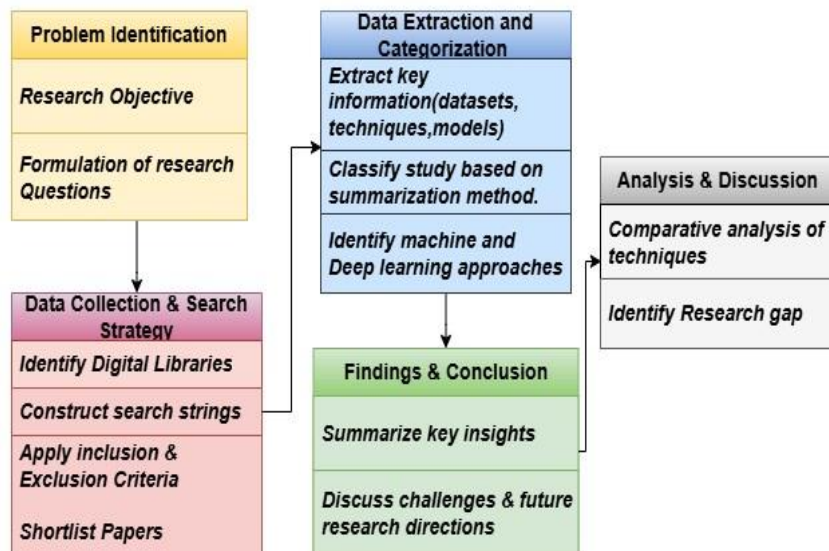 Problem Identification
Research Objective
Formulation of research
Questions
Data Collection & Search
Strategy
Identify Digital Libraries
Construct search strings
Apply inclusion &
Exclusion Criteria
Shortlist Papers
Data Extraction and
Categorization
Extract key
information(datasets,
techniques,models)
Classify study based on
summarization method.
Identify machine and
Deep learning approaches
Findings & Conclusion
Summarize key insights
Discuss challenges & future
research directions
Analysis & Discussion
Comparative analysis of
techniques
Identify Research gap